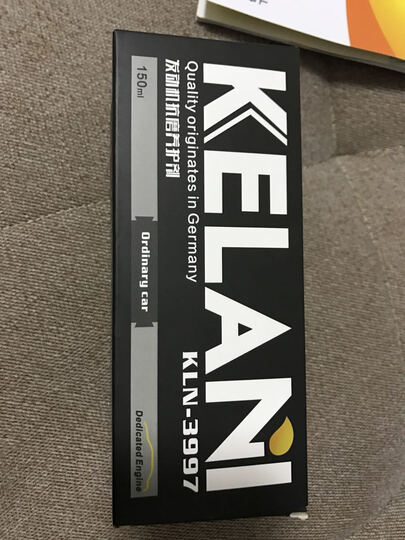 KELANI
Quality originates in Germany
发动机抗磨养护剂
KLN-3997
150ml
Ordinary car
Dedicated Engine